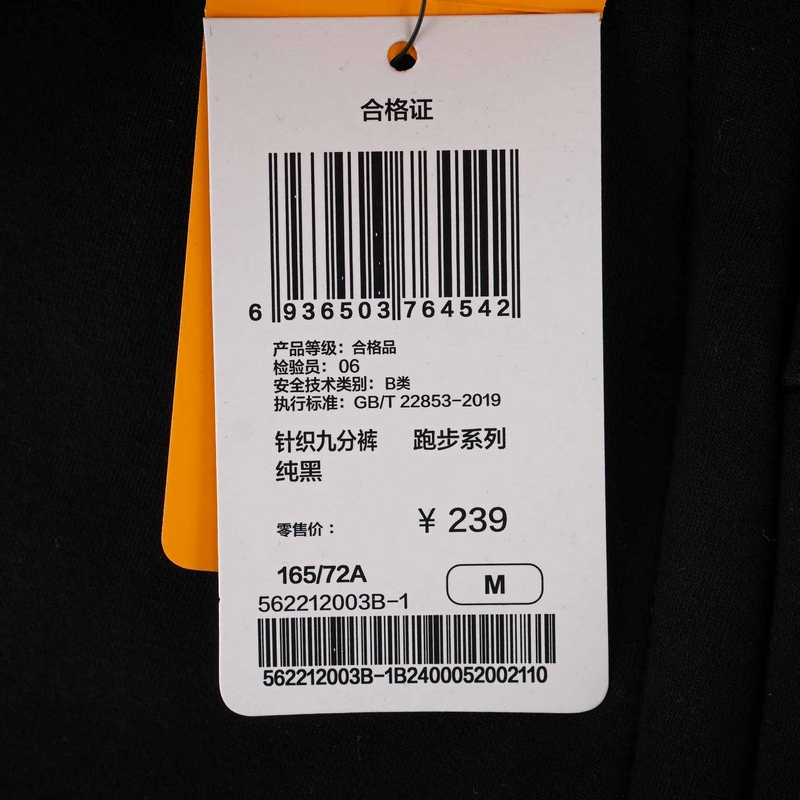 合格证
6 936503 764542
产品等级：合格品
检验员：06
安全技术类别：B类
执行标准：GB/T 22853-2019
针织九分裤 跑步系列
纯黑
零售价： ¥ 239
165/72A
M
562212003B-1
562212003B-1B2400052002110